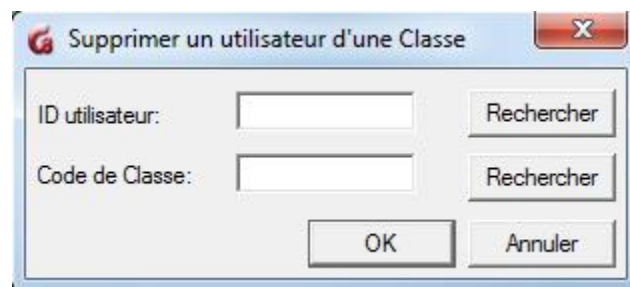 Supprimer un utilisateur d'une Classe
ID utilisateur: Rechercher
Code de Classe: Rechercher
OK Annuler